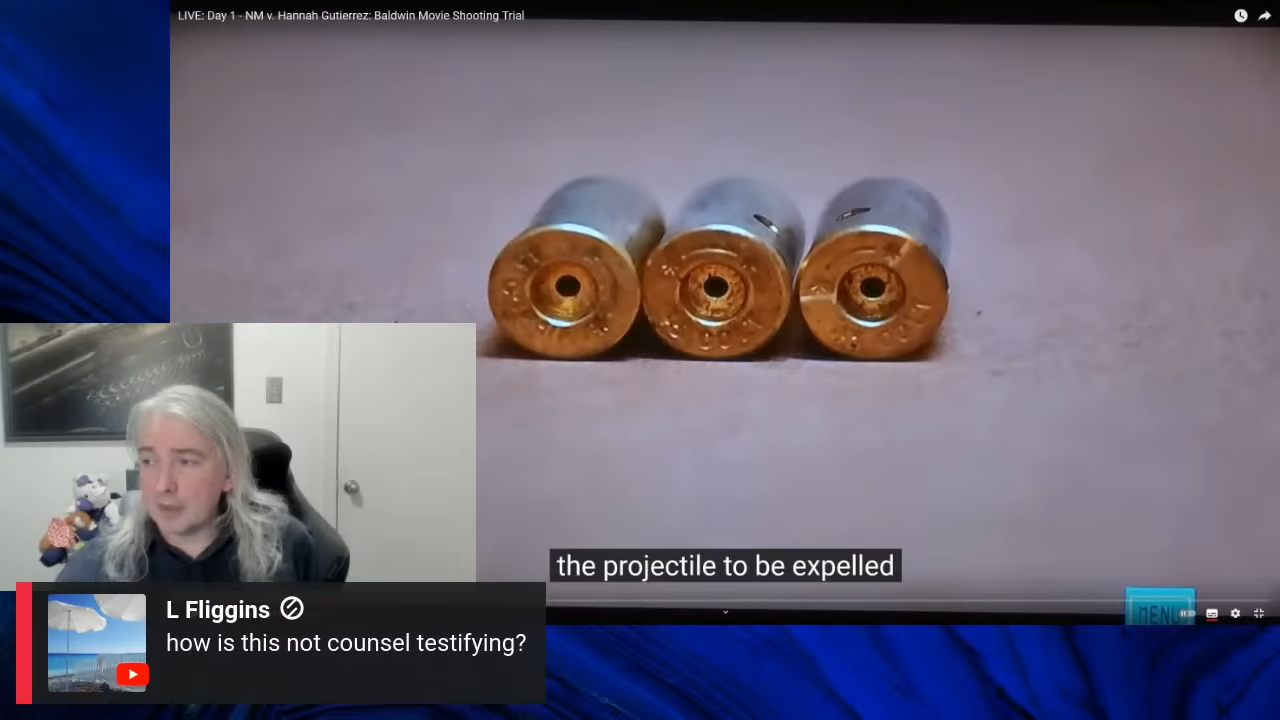 LIVE: Day 1 - NM v. Hannah Gutierrez: Baldwin Movie Shooting Trial
the projectile to be expelled
MENU
L Fliggins
how is this not counsel testifying?